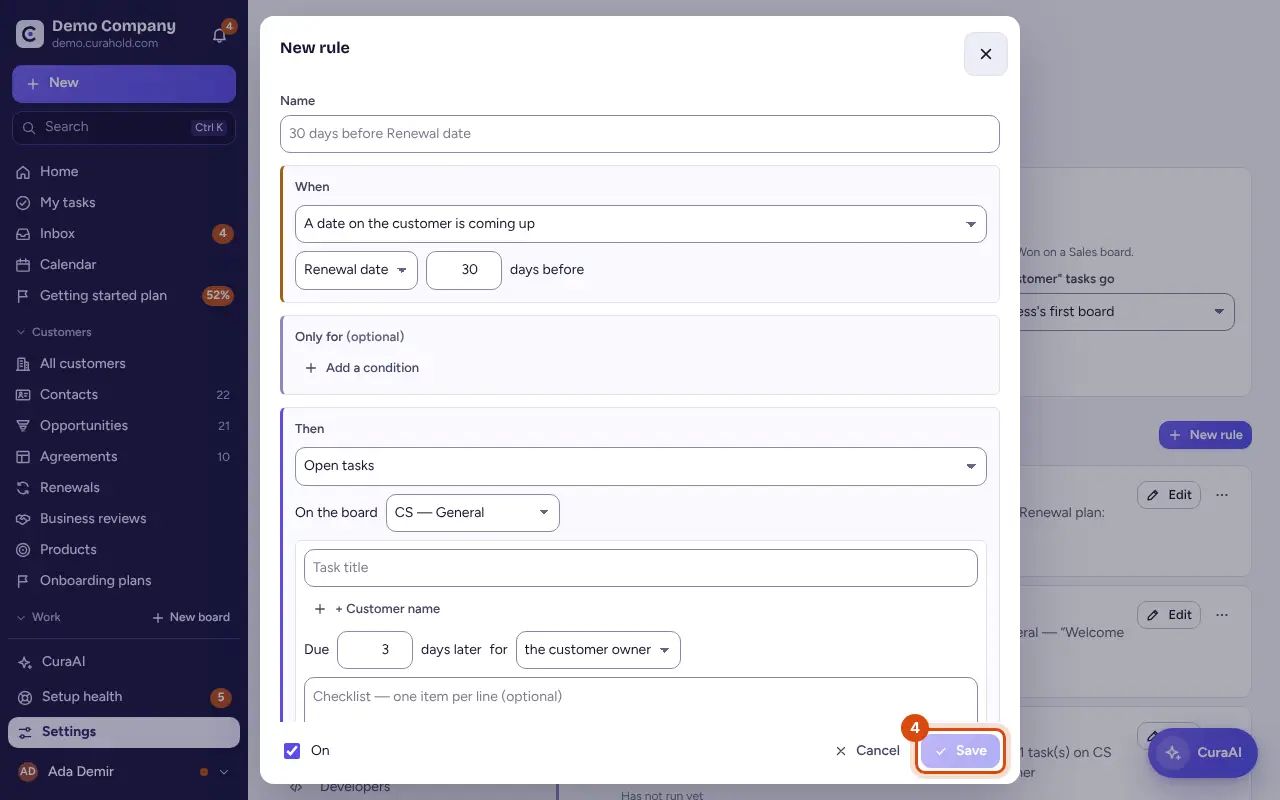 Demo Company
demo.curahold.com
4
New
Search
Ctrl K
Home
My tasks
Inbox
4
Calendar
Getting started plan
52%
Customers
All customers
Contacts
22
Opportunities
21
Agreements
10
Renewals
Business reviews
Products
Onboarding plans
Work
New board
CuraAI
Setup health
5
Settings
AD
Ada Demir
New rule
Name
30 days before Renewal date
When
A date on the customer is coming up
Renewal date
30
days before
Only for (optional)
Add a condition
Then
Open tasks
On the board
CS — General
Task title
+ Customer name
Due
3
days later for
the customer owner
Checklist — one item per line (optional)
On
Cancel
4
Save
Won on a Sales board.
tomer" tasks go
ess's first board
New rule
Edit
Renewal plan:
Edit
eral — "Welcome
1 task(s) on CS
ner
CuraAI
Developers
Has not run yet